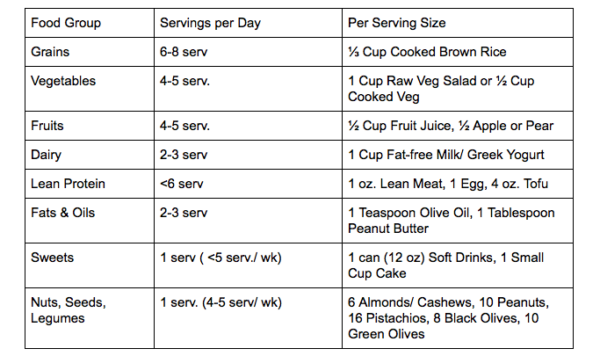 Food Group Servings per Day Per Serving Size
Grains 6-8 serv ⅓ Cup Cooked Brown Rice
Vegetables 4-5 serv. 1 Cup Raw Veg Salad or ½ Cup
Cooked Veg
Fruits 4-5 serv. ½ Cup Fruit Juice, ½ Apple or Pear
Dairy 2-3 serv 1 Cup Fat-free Milk/ Greek Yogurt
Lean Protein <6 serv 1 oz. Lean Meat, 1 Egg, 4 oz. Tofu
Fats & Oils 2-3 serv 1 Teaspoon Olive Oil, 1 Tablespoon
Peanut Butter
Sweets 1 serv ( <5 serv./ wk) 1 can (12 oz) Soft Drinks, 1 Small
Cup Cake
Nuts, Seeds, 1 serv. (4-5 serv/ wk) 6 Almonds/ Cashews, 10 Peanuts,
Legumes 16 Pistachios, 8 Black Olives, 10
Green Olives